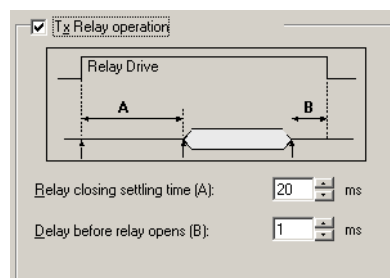 Tx Relay operation
Relay Drive
A B
Relay closing settling time (A): 20 ms
Delay before relay opens (B): 1 ms